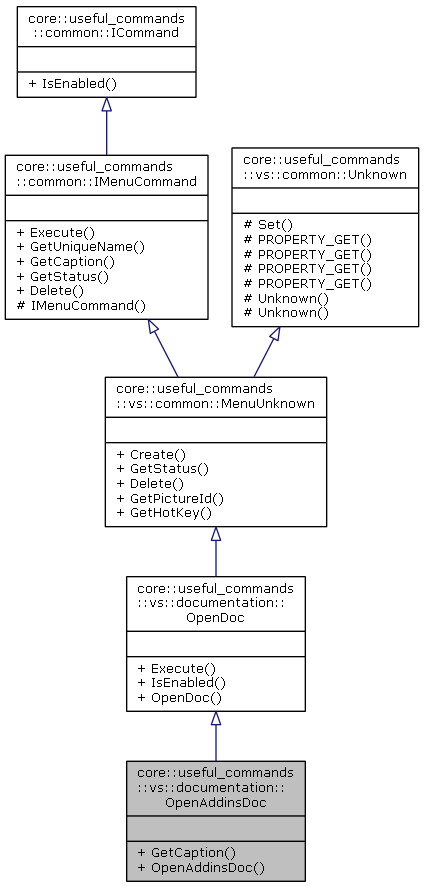 core::useful_commands
::common::ICommand
+ IsEnabled()
core::useful_commands
::common::IMenuCommand
+ Execute()
+ GetUniqueName()
+ GetCaption()
+ GetStatus()
+ Delete()
# IMenuCommand()
core::useful_commands
::vs::common::Unknown
# Set()
# PROPERTY_GET()
# PROPERTY_GET()
# PROPERTY_GET()
# PROPERTY_GET()
# Unknown()
# Unknown()
core::useful_commands
::vs::common::MenuUnknown
+ Create()
+ GetStatus()
+ Delete()
+ GetPictureId()
+ GetHotKey()
core::useful_commands
::vs::documentation::
OpenDoc
+ Execute()
+ IsEnabled()
+ OpenDoc()
core::useful_commands
::vs::documentation::
OpenAddinsDoc
+ GetCaption()
+ OpenAddinsDoc()